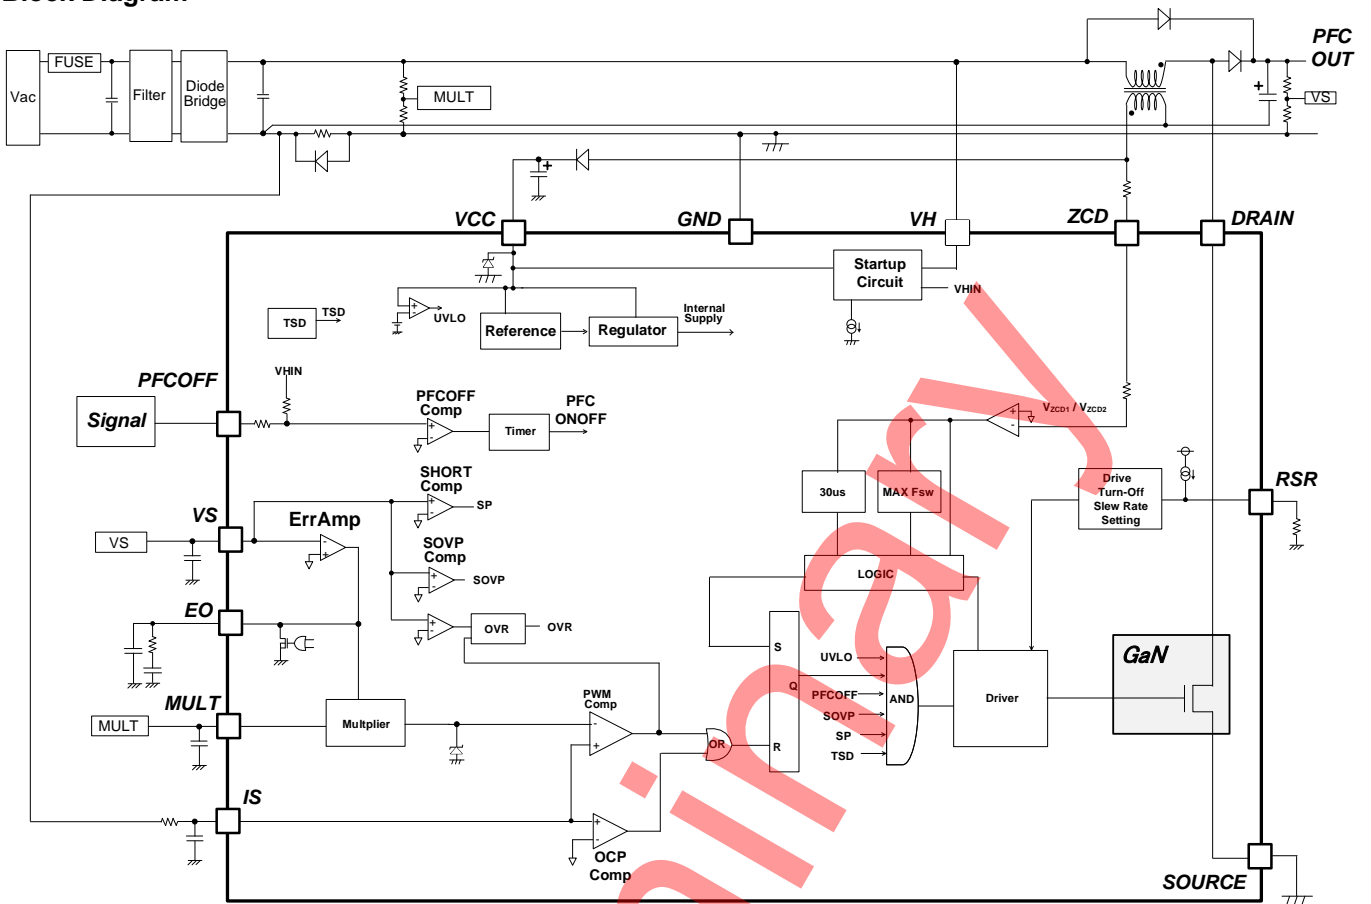 Block Diagram
PFC
OUT
FUSE
Vac
Filter
Diode
Bridge
MULT
VS
VCC
GND
VH
ZCD
DRAIN
Startup
Circuit
VHIN
TSD
TSD
UVLO
Reference
Regulator
Internal
Supply
PFCOFF
Signal
VHIN
PFCOFF
Comp
Timer
PFC
ONOFF
VZCD1 / VZCD2
30us
MAX Fsw
Drive
Turn-Off
Slew Rate
Setting
RSR
SHORT
Comp
SP
VS
VS
ErrAmp
SOVP
Comp
SOVP
LOGIC
EO
OVR
OVR
S
Q
R
UVLO
PFCOFF
SOVP
SP
TSD
AND
Driver
GaN
MULT
MULT
Multplier
PWM
Comp
OR
IS
OCP
Comp
SOURCE
minary